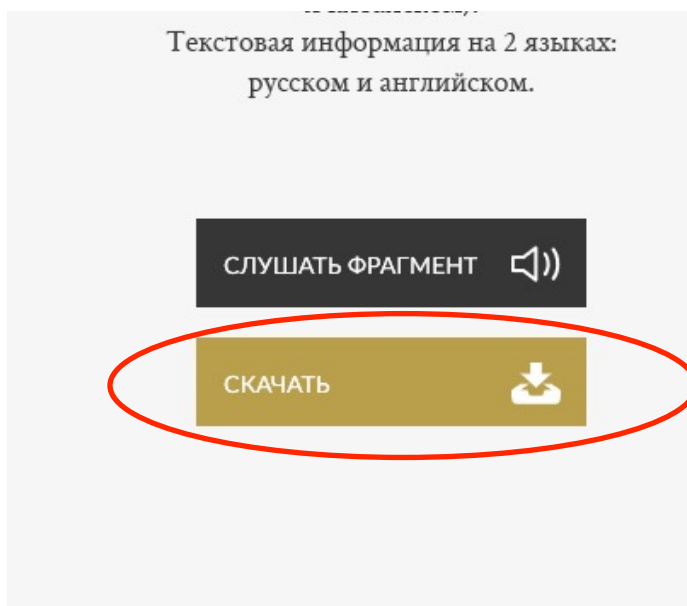 Текстовая информация на 2 языках:
русском и английском.
СЛУШАТЬ ФРАГМЕНТ
СКАЧАТЬ